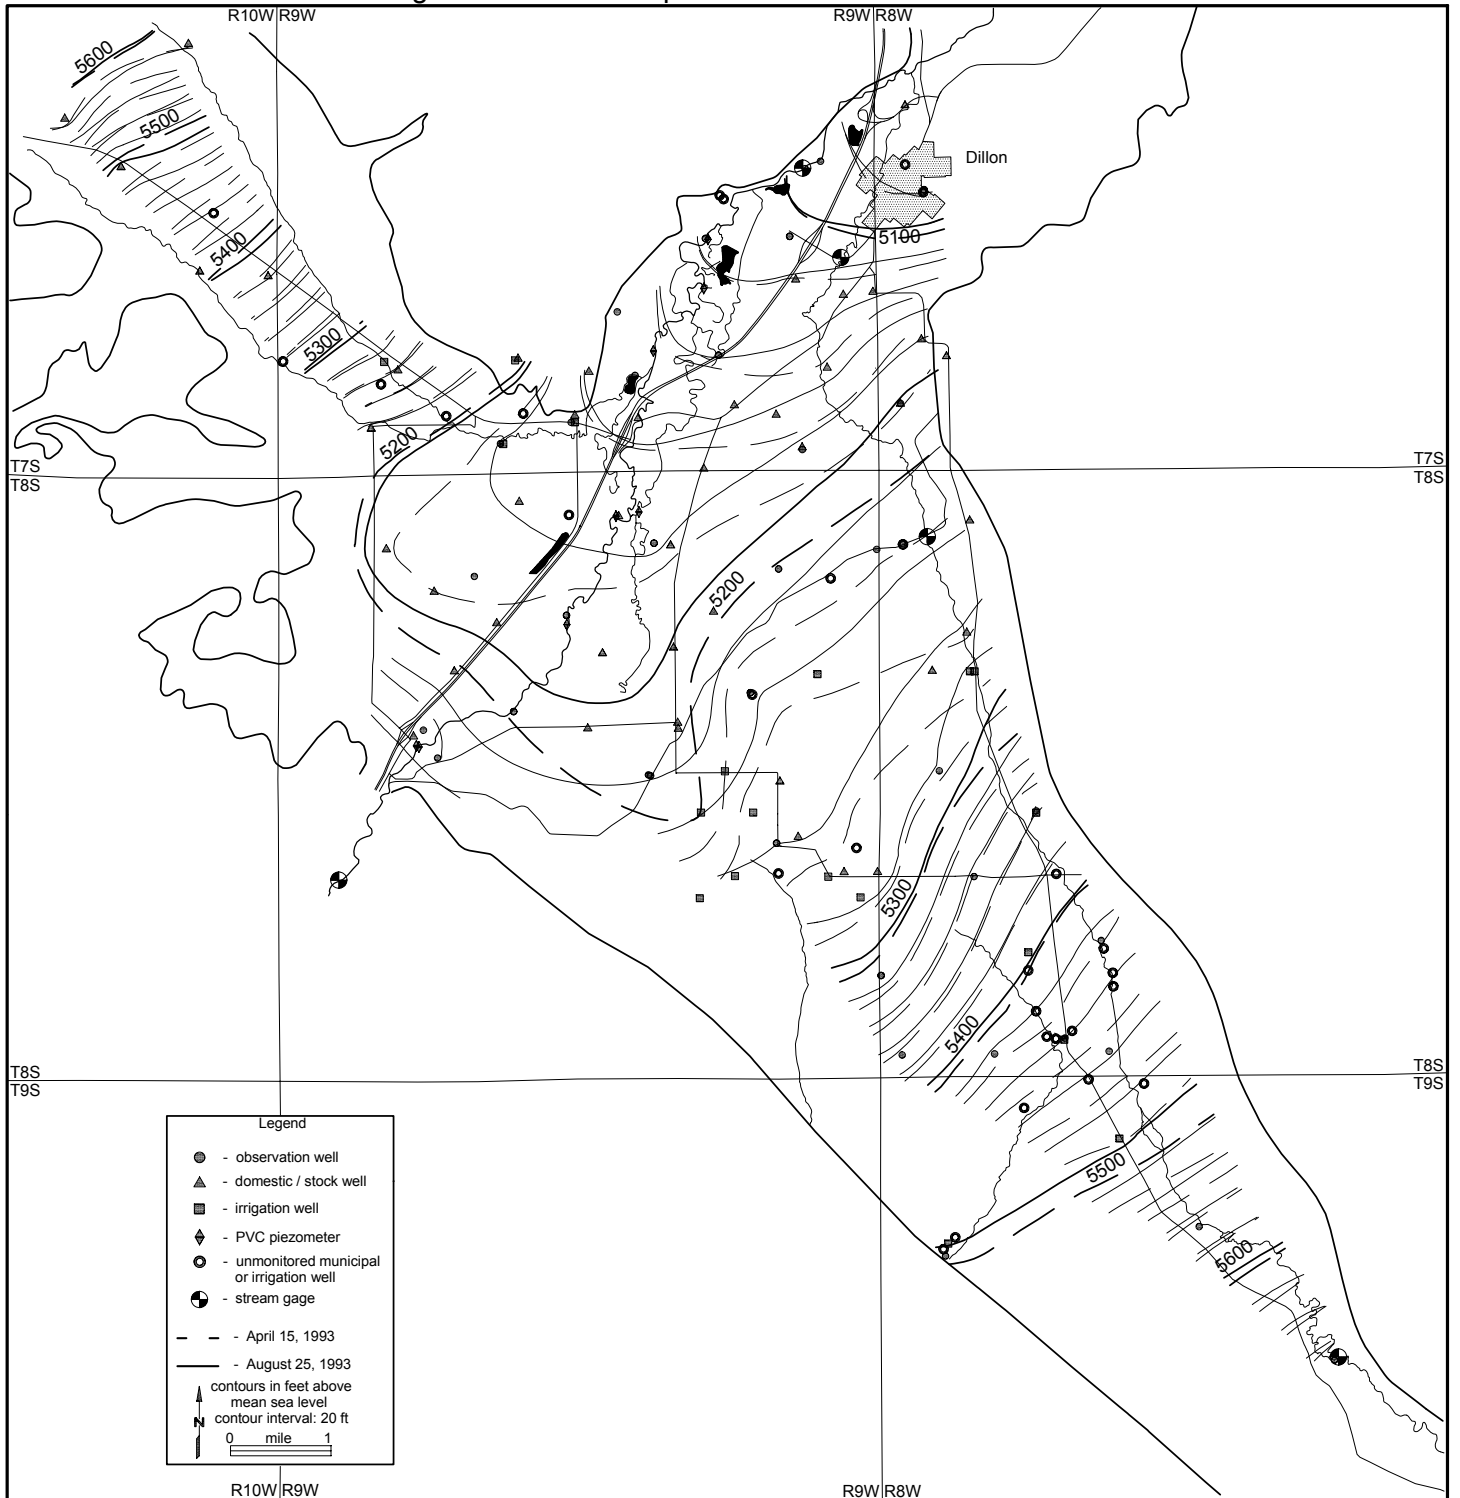 R10W R9W
R9W R8W
5600
5500
Dillon
5400
5100
5300
5200
T7S
T8S
T7S
T8S
5200
5300
5400
T8S
T9S
T8S
T9S
5500
5600
Legend
- observation well
- domestic / stock well
- irrigation well
- PVC piezometer
- unmonitored municipal
or irrigation well
- stream gage
- April 15, 1993
- August 25, 1993
contours in feet above
mean sea level
N contour interval: 20 ft
0 mile 1
R10W R9W
R9W R8W